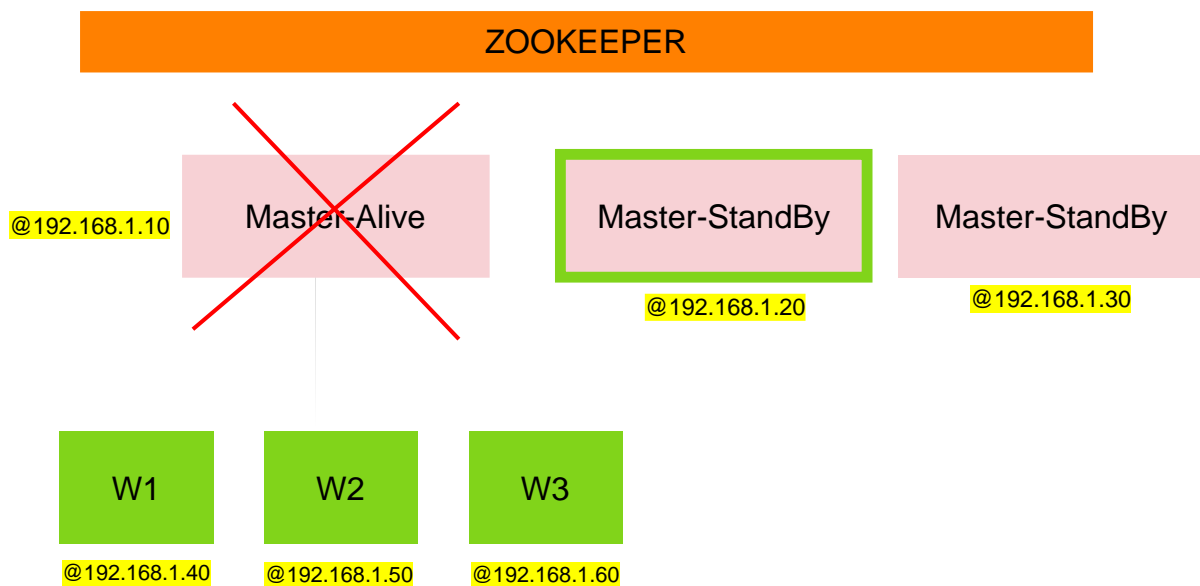 ZOOKEEPER
Master-Alive
Master-StandBy
Master-StandBy
@192.168.1.10
@192.168.1.20
@192.168.1.30
W1
W2
W3
@192.168.1.40
@192.168.1.50
@192.168.1.60